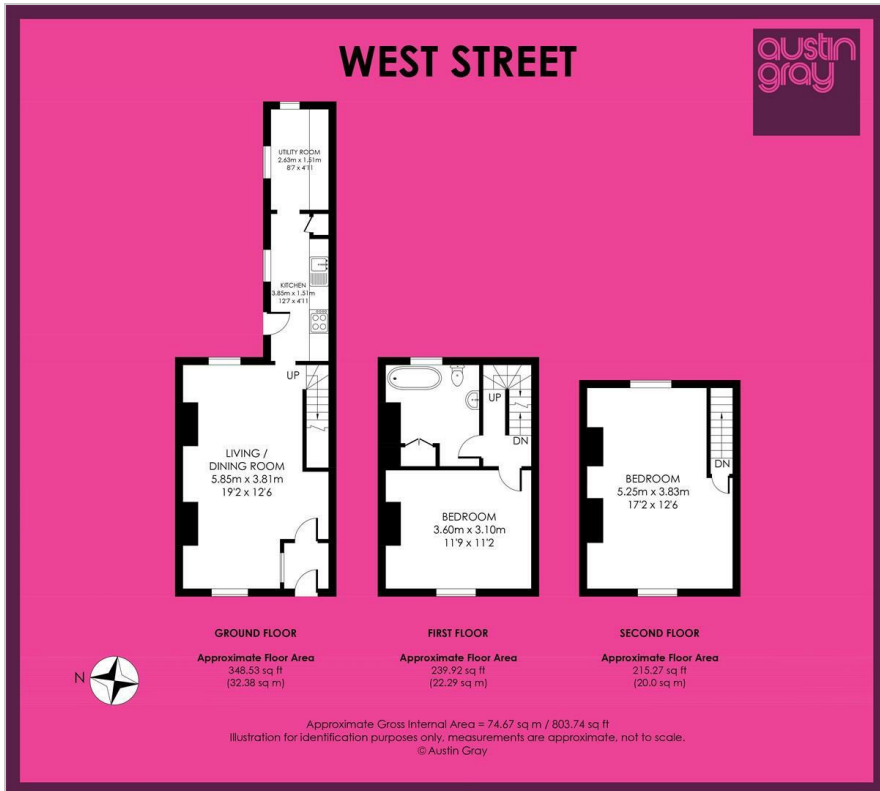 WEST STREET
austin
gray
UTILITY ROOM
2.63m x 1.51m
8'7 x 4'11
KITCHEN
3.85m x 1.51m
12'7 x 4'11
UP
LIVING /
DINING ROOM
5.85m x 3.81m
19'2 x 12'6
UP
DN
BEDROOM
3.60m x 3.10m
11'9 x 11'2
BEDROOM
5.25m x 3.83m
17'2 x 12'6
DN
GROUND FLOOR
Approximate Floor Area
348.53 sq ft
(32.38 sq m)
FIRST FLOOR
Approximate Floor Area
239.92 sq ft
(22.29 sq m)
SECOND FLOOR
Approximate Floor Area
215.27 sq ft
(20.0 sq m)
N
Approximate Gross Internal Area = 74.67 sq m / 803.74 sq ft
Illustration for identification purposes only, measurements are approximate, not to scale.
© Austin Gray